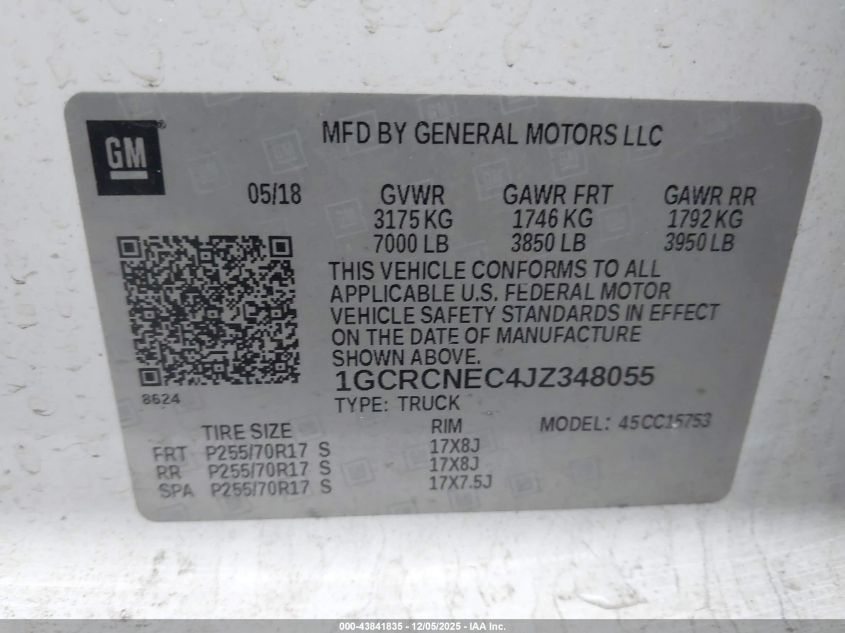 GM ®
MFD BY GENERAL MOTORS LLC
05/18 GVWR GAWR FRT GAWR RR
3175 KG 1746 KG 1792 KG
7000 LB 3850 LB 3950 LB
THIS VEHICLE CONFORMS TO ALL
APPLICABLE U.S. FEDERAL MOTOR
VEHICLE SAFETY STANDARDS IN EFFECT
ON THE DATE OF MANUFACTURE
SHOWN ABOVE.
1GCRCNEC4JZ348055
8624
TYPE: TRUCK
TIRE SIZE RIM MODEL: 45CC15753
FRT P255/70R17 S 17X8J
RR P255/70R17 S 17X8J
SPA P255/70R17 S 17X7.5J
000-43841835 - 12/05/2025 - IAA Inc.